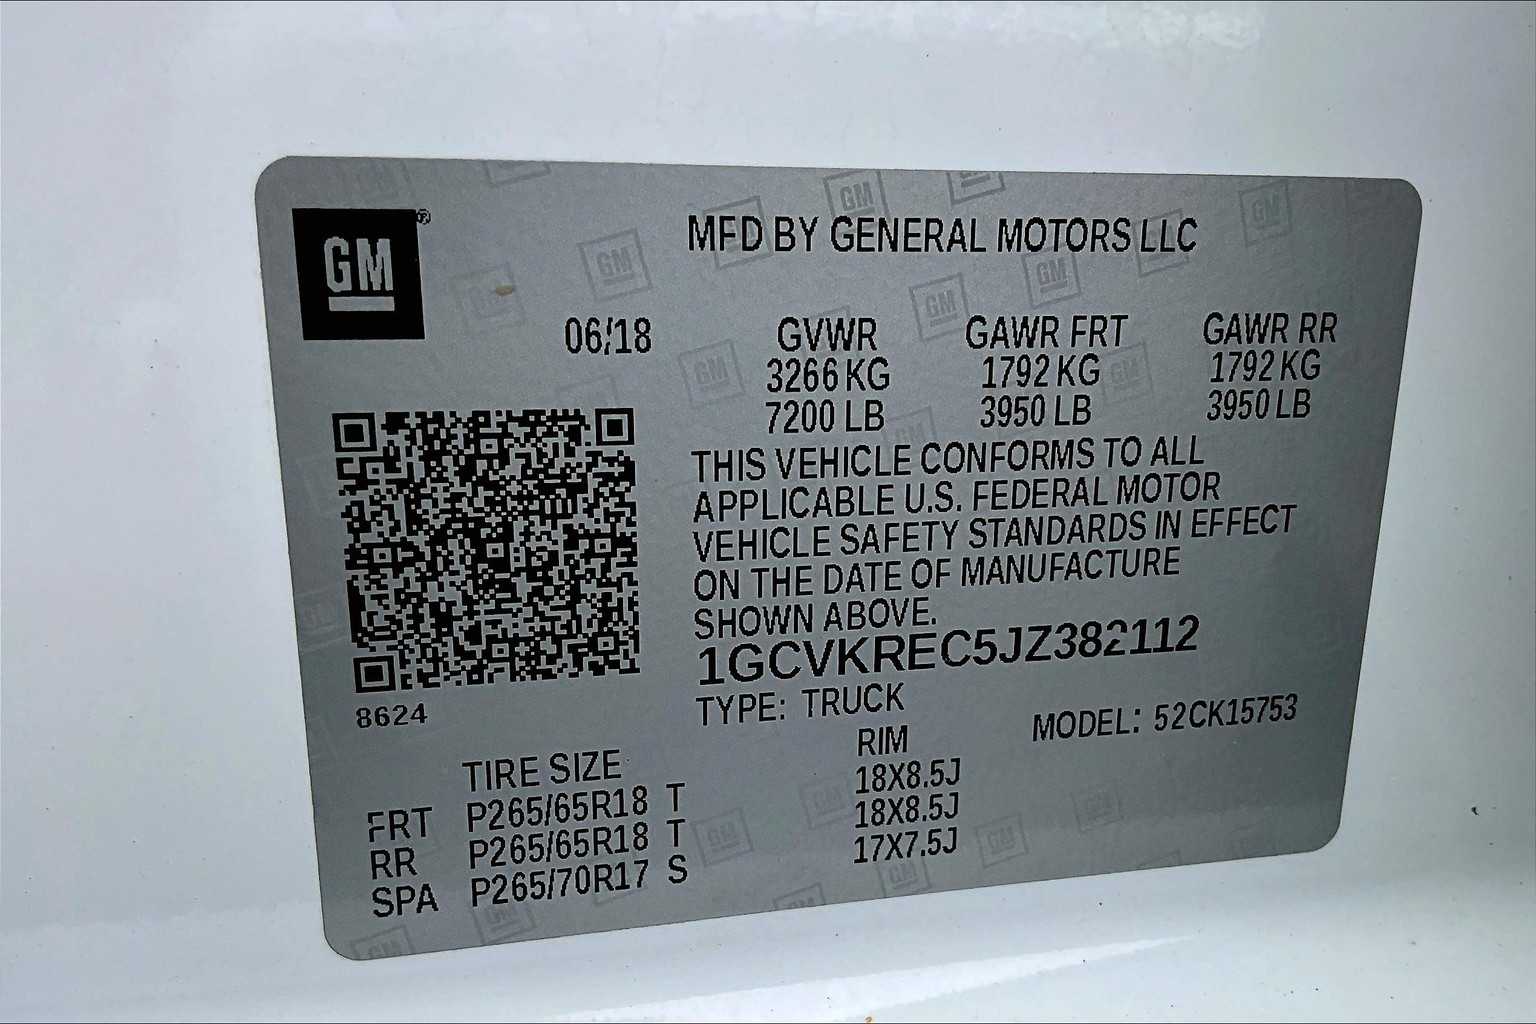 GM
MFD BY GENERAL MOTORS LLC
06/18
GVWR GAWR FRT GAWR RR
3266 KG 1792 KG 1792 KG
7200 LB 3950 LB 3950 LB
THIS VEHICLE CONFORMS TO ALL
APPLICABLE U.S. FEDERAL MOTOR
VEHICLE SAFETY STANDARDS IN EFFECT
ON THE DATE OF MANUFACTURE
SHOWN ABOVE.
1GCVKREC5JZ382112
8624
TYPE: TRUCK MODEL: 52CK15753
TIRE SIZE RIM
FRT P265/65R18 T 18X8.5J
RR P265/65R18 T 18X8.5J
SPA P265/70R17 S 17X7.5J